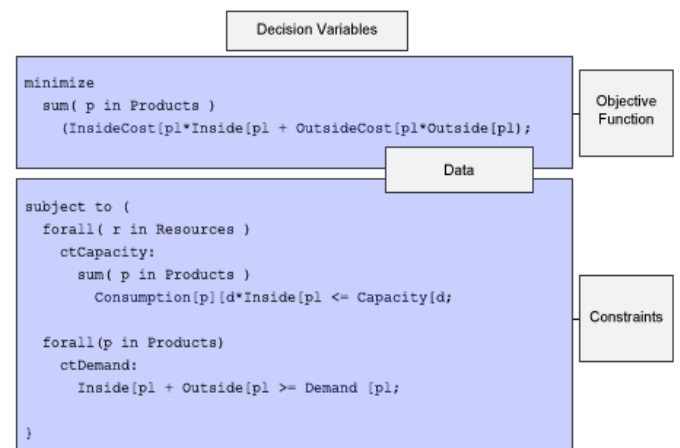 Decision Variables
minimize
sum( p in Products )
(InsideCost[pl*Inside[pl + OutsideCost[pl*Outside[pl);
Objective
Function
Data
subject to (
forall( r in Resources )
ctCapacity:
sum( p in Products )
Consumption[p][d*Inside[pl <= Capacity[d;
forall(p in Products)
ctDemand:
Inside[pl + Outside[pl >= Demand [pl;
}
Constraints